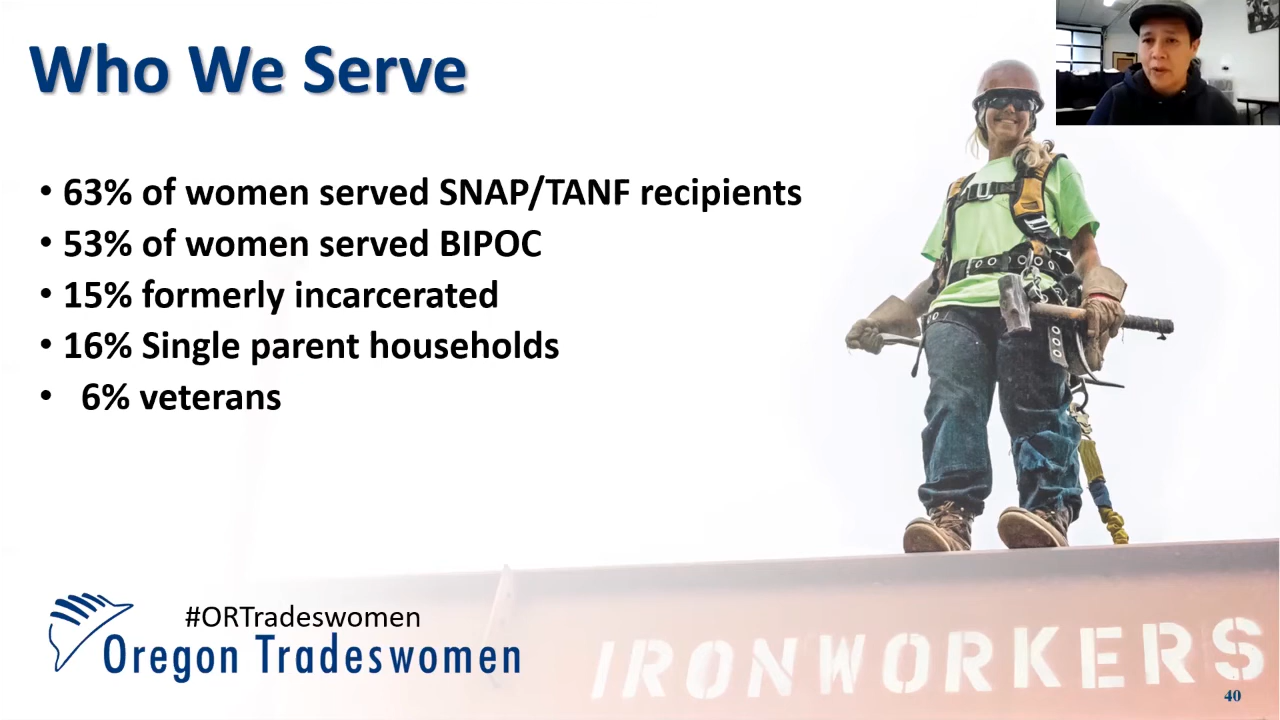 Who We Serve
• 63% of women served SNAP/TANF recipients
• 53% of women served BIPOC
• 15% formerly incarcerated
• 16% Single parent households
• 6% veterans
#ORTradeswomen
Oregon Tradeswomen
IRONWORKERS
40